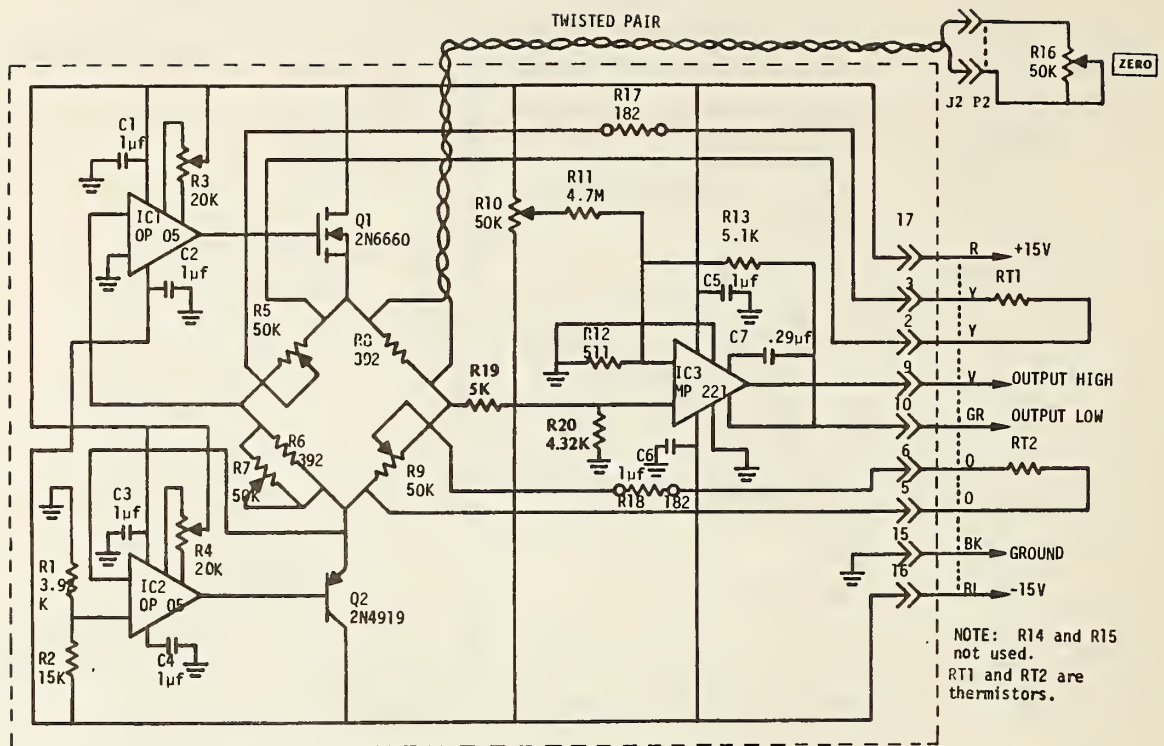 TWISTED PAIR
R16
50K
ZERO
J2 P2
R17
182
C1
1µf
R3
20K
IC1
OP 05
C2
1µf
Q1
2N6660
R10
50K
R11
4.7M
R13
5.1K
C5 1µf
17
R
+15V
3
Y
RT1
2
Y
R5
50K
R8
392
R12
511
C7 .29µf
IC3
MP 221
R19
5K
9
V
OUTPUT HIGH
10
GR
OUTPUT LOW
R20
4.32K
C6
1µf
R18 182
6
O
RT2
5
O
R6
392
R7
50K
R9
50K
C3
1µf
R4
20K
15
BK
GROUND
R1
3.9
K
IC2
OP 05
16
BL
-15V
Q2
2N4919
R2
15K
C4
1µf
NOTE: R14 and R15
not used.
RT1 and RT2 are
thermistors.